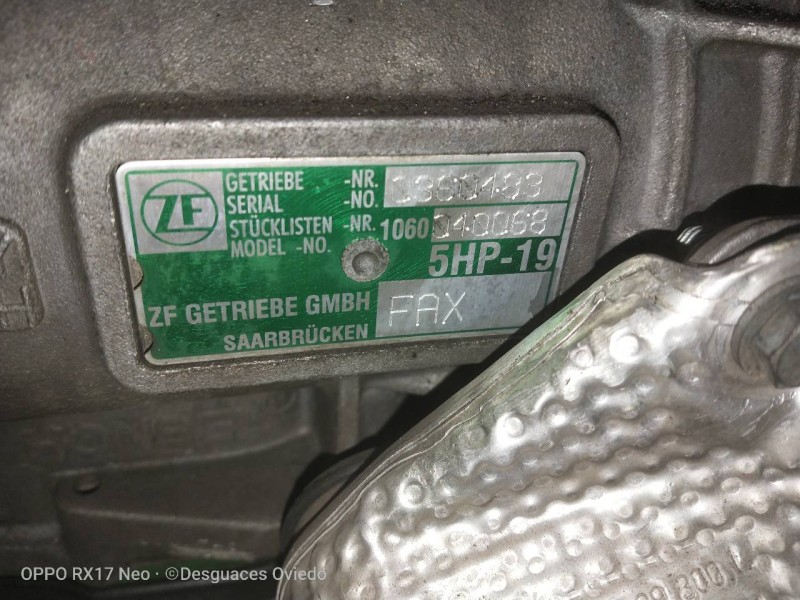 ZF
GETRIEBE -NR. 0360483
SERIAL -NO.
STÜCKLISTEN -NR. 1060 040068
MODEL -NO.
5HP-19
ZF GETRIEBE GMBH FAX
SAARBRÜCKEN
OPPO RX17 Neo · ©Desguaces Oviedo